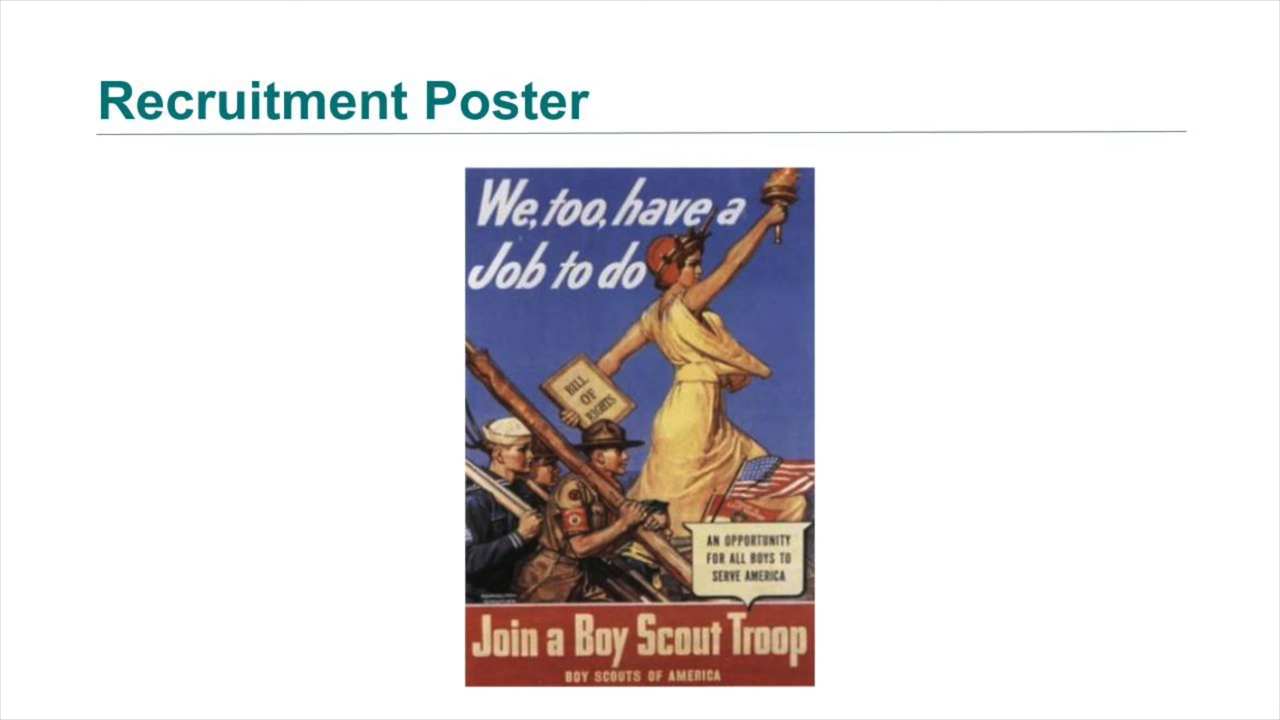 Recruitment Poster
We, too, have a
Job to do
BILL
OF
RIGHTS
AN OPPORTUNITY
FOR ALL BOYS TO
SERVE AMERICA
Join a Boy Scout Troop
BOY SCOUTS OF AMERICA